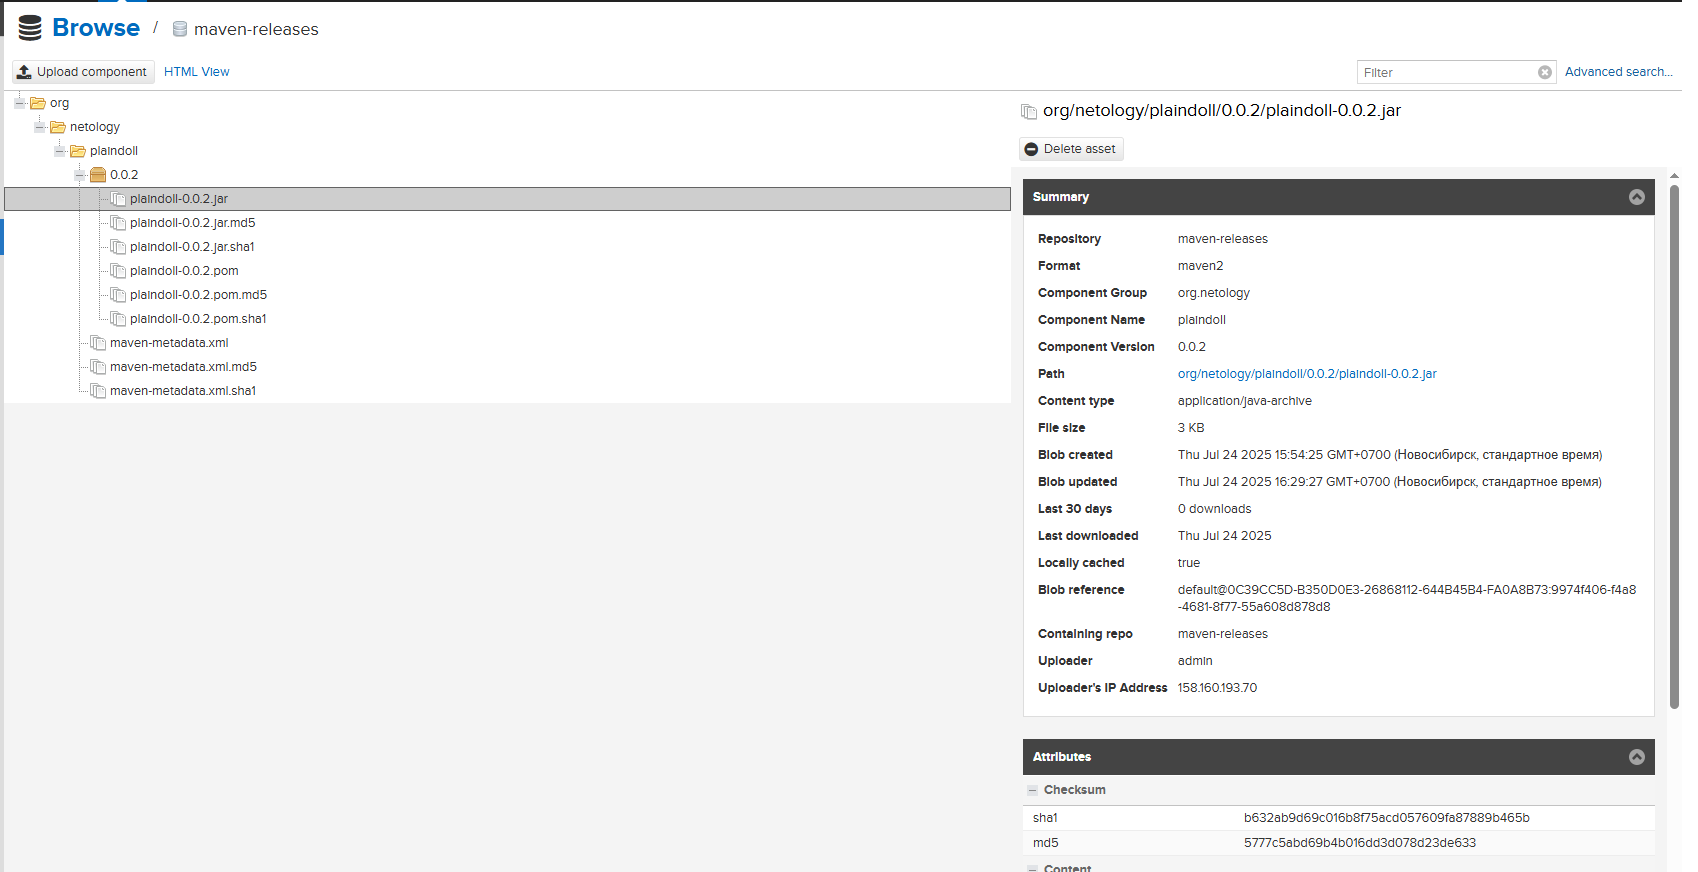 Browse / maven-releases
Upload component HTML View Filter Advanced search...
org
netology
plaindoll
0.0.2
plaindoll-0.0.2.jar
plaindoll-0.0.2.jar.md5
plaindoll-0.0.2.jar.sha1
plaindoll-0.0.2.pom
plaindoll-0.0.2.pom.md5
plaindoll-0.0.2.pom.sha1
maven-metadata.xml
maven-metadata.xml.md5
maven-metadata.xml.sha1
org/netology/plaindoll/0.0.2/plaindoll-0.0.2.jar
Delete asset
Summary
Repository maven-releases
Format maven2
Component Group org.netology
Component Name plaindoll
Component Version 0.0.2
Path org/netology/plaindoll/0.0.2/plaindoll-0.0.2.jar
Content type application/java-archive
File size 3 KB
Blob created Thu Jul 24 2025 15:54:25 GMT+0700 (Новосибирск, стандартное время)
Blob updated Thu Jul 24 2025 16:29:27 GMT+0700 (Новосибирск, стандартное время)
Last 30 days 0 downloads
Last downloaded Thu Jul 24 2025
Locally cached true
Blob reference default@0C39CC5D-B350D0E3-26868112-644B45B4-FA0A8B73:9974f406-f4a8
-4681-8f77-55a608d878d8
Containing repo maven-releases
Uploader admin
Uploader's IP Address 158.160.193.70
Attributes
Checksum
sha1 b632ab9d69c016b8f75acd057609fa87889b465b
md5 5777c5abd69b4b016dd3d078d23de633
Content